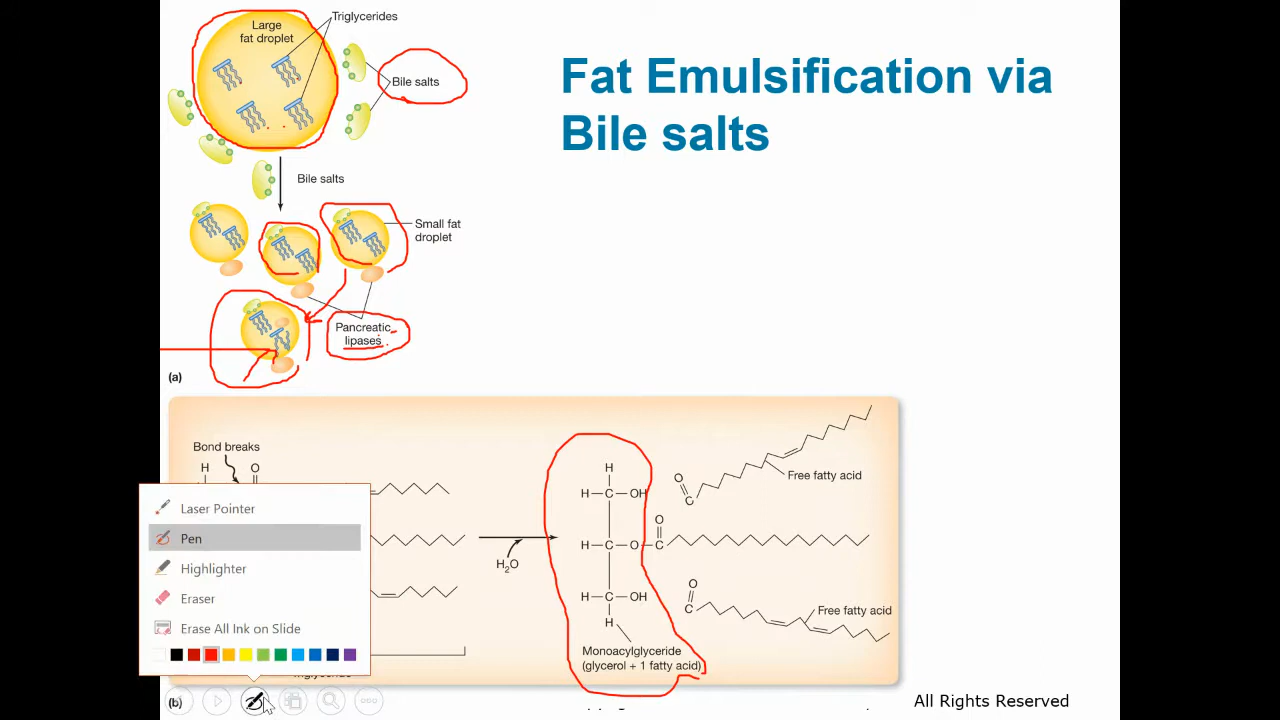 Fat Emulsification via
Bile salts
Large
fat droplet
Triglycerides
Bile salts
Bile salts
Small fat
droplet
Pancreatic
lipases
(a)
Bond breaks
H
O
H
O
C
H C OH
O
Free fatty acid
H C O C
H2O
O
H C OH
C
Free fatty acid
H
Monoacylglyceride
(glycerol + 1 fatty acid)
Laser Pointer
Pen
Highlighter
Eraser
Erase All Ink on Slide
(b)
All Rights Reserved